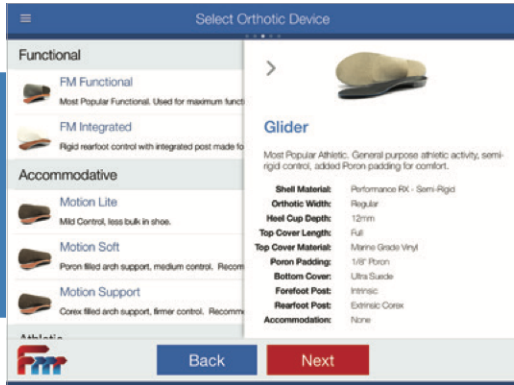 Select Orthotic Device
Functional
FM Functional
Most Popular Functional. Used for maximum functi
FM Integrated
Rigid rearfoot control with integrated post made fo
Accommodative
Motion Lite
Mild Control, less bulk in shoe.
Motion Soft
Poron filled arch support, medium control. Recom
Motion Support
Corex filled arch support, firmer control. Recomm
Athletic
Glider
Most Popular Athletic. General purpose athletic activity, semi-
rigid control, added Poron padding for comfort.
Shell Material: Performance RX - Semi-Rigid
Orthotic Width: Regular
Heel Cup Depth: 12mm
Top Cover Length: Full
Top Cover Material: Marine Grade Vinyl
Poron Padding: 1/8" Poron
Bottom Cover: Ultra Suede
Forefoot Post: Intrinsic
Rearfoot Post: Extrinsic Corex
Accommodation: None
Fm
Back
Next